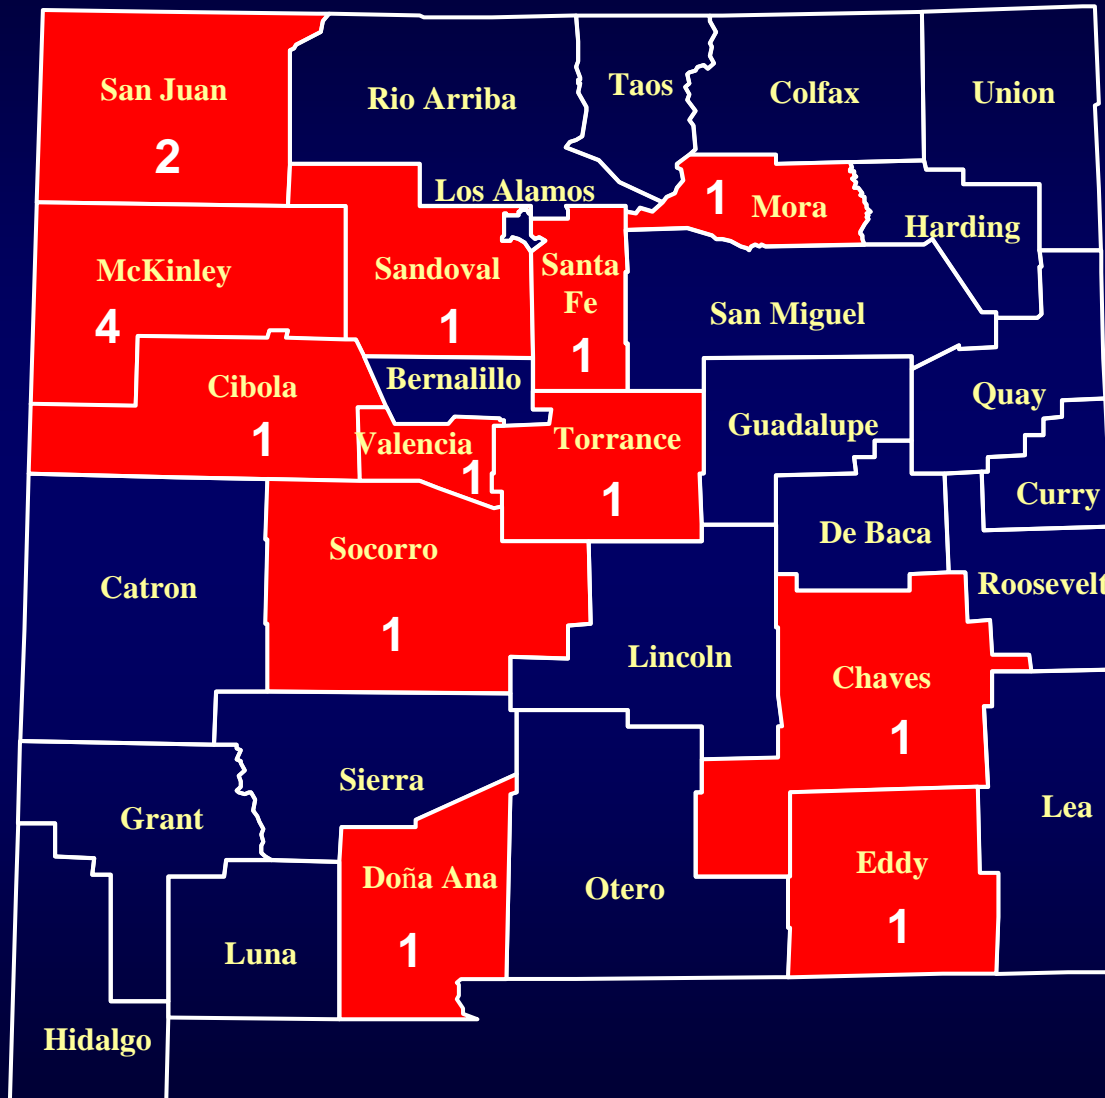 San Juan
2
Rio Arriba
Taos
Colfax
Union
Los Alamos
1 Mora
Harding
McKinley
4
Sandoval
1
Santa
Fe
1
San Miguel
Cibola
1
Bernalillo
Valencia
1
Torrance
1
Guadalupe
Quay
Curry
De Baca
Roosevelt
Catron
Socorro
1
Lincoln
Chaves
1
Sierra
Grant
Lea
Doña Ana
1
Otero
Eddy
1
Luna
Hidalgo